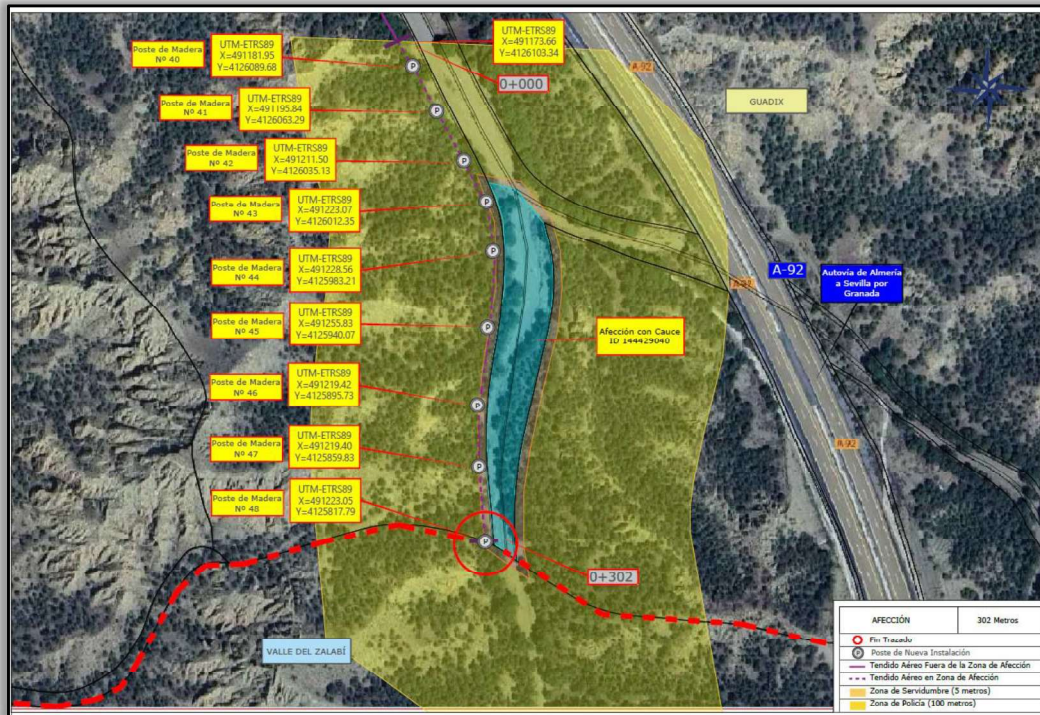 Poste de Madera
Nº 40
UTM-ETRS89
X=491181.95
Y=4126089.68
UTM-ETRS89
X=491173.66
Y=4126103.34
0+000
A-92
GUADIX
Poste de Madera
Nº 41
UTM-ETRS89
X=491195.84
Y=4126063.29
Poste de Madera
Nº 42
UTM-ETRS89
X=491211.50
Y=4126035.13
Poste de Madera
Nº 43
UTM-ETRS89
X=491223.07
Y=4126012.35
Poste de Madera
Nº 44
UTM-ETRS89
X=491228.56
Y=4125983.21
A-92
A-92
Autovía de Almería
a Sevilla por
Granada
Poste de Madera
Nº 45
UTM-ETRS89
X=491255.83
Y=4125940.07
Afección con Cauce
ID 144429040
Poste de Madera
Nº 46
UTM-ETRS89
X=491219.42
Y=4125895.73
Poste de Madera
Nº 47
UTM-ETRS89
X=491219.40
Y=4125859.83
A-92
Poste de Madera
Nº 48
UTM-ETRS89
X=491223.05
Y=4125817.79
P
P
P
P
P
P
P
P
P
0+302
VALLE DEL ZALABÍ
AFECCIÓN 302 Metros
Fin Trazado
P Poste de Nueva Instalación
Tendido Aéreo Fuera de la Zona de Afección
Tendido Aéreo en Zona de Afección
Zona de Servidumbre (5 metros)
Zona de Policía (100 metros)